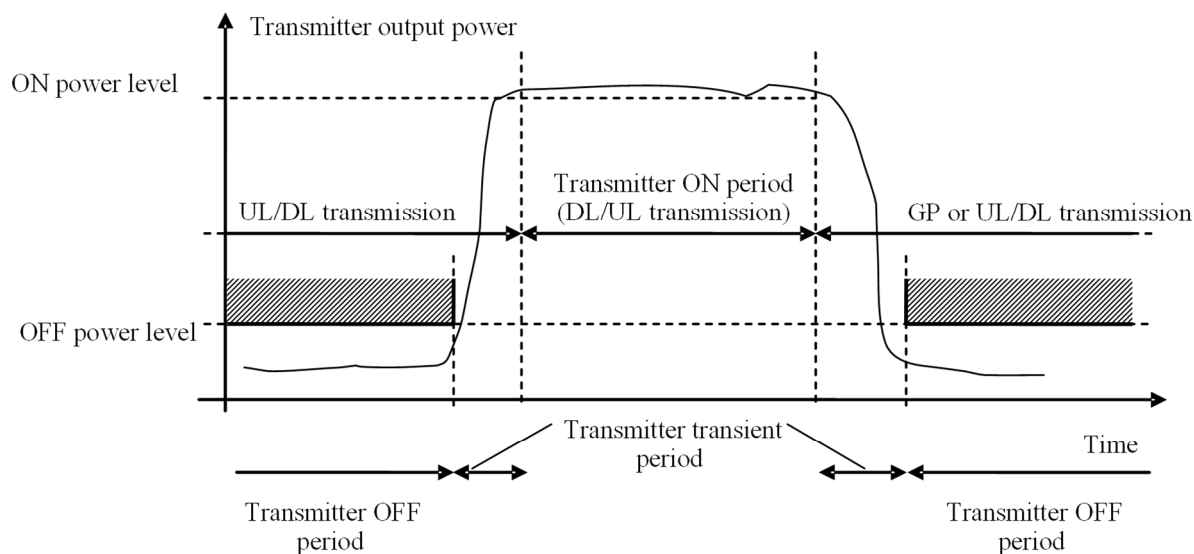 Transmitter output power
ON power level
Transmitter ON period
(DL/UL transmission)
UL/DL transmission
GP or UL/DL transmission
OFF power level
Transmitter transient
period
Time
Transmitter OFF
period
Transmitter OFF
period